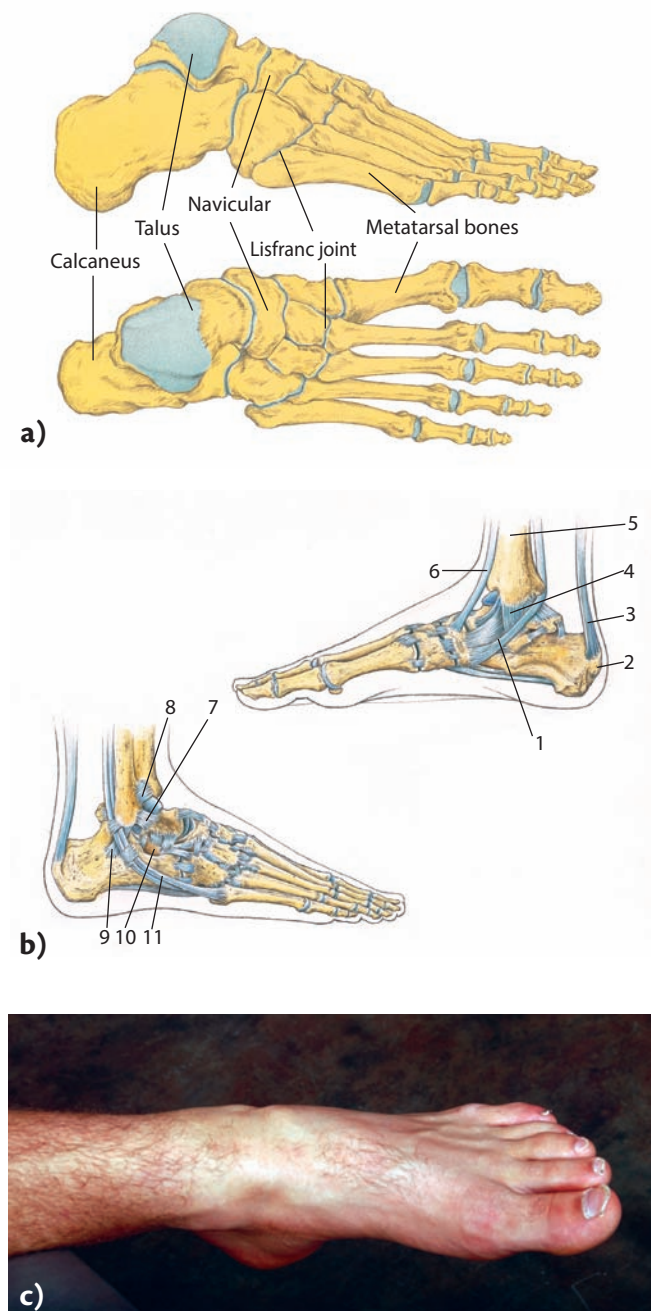 Talus
Navicular
Metatarsal bones
Lisfranc joint
Calcaneus
a)
5
6
4
3
2
1
8
7
9
10
11
b)
c)